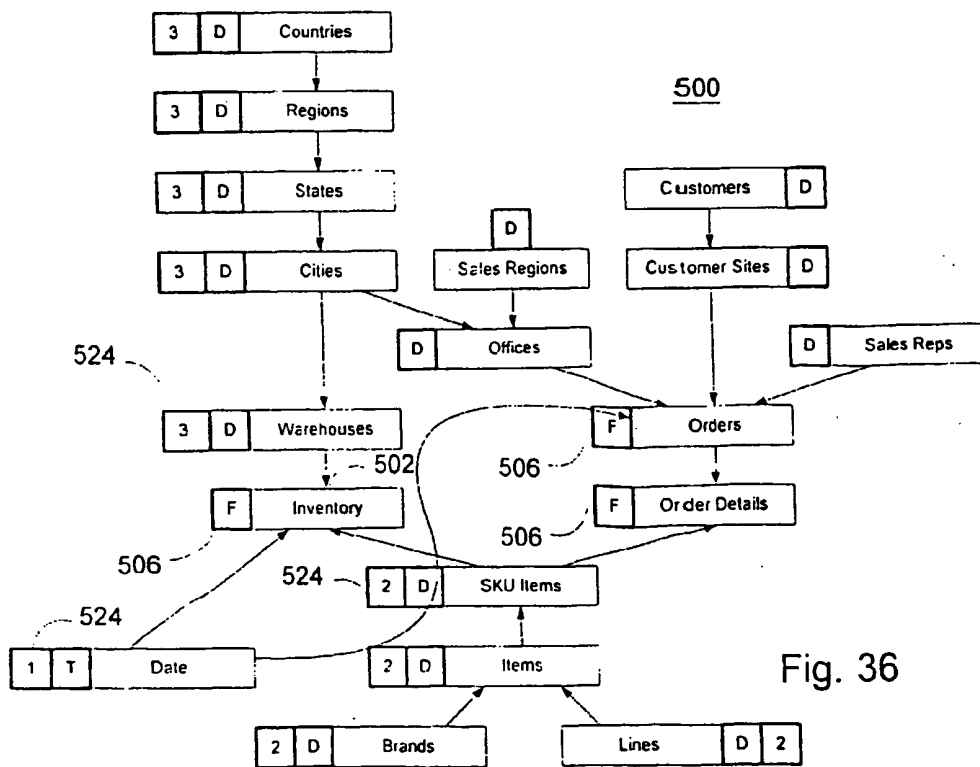 3 D Countries
500
3 D Regions
3 D States
Customers D
D
3 D Cities
Sales Regions
Customer Sites D
D Offices
D Sales Reps
524
3 D Warehouses
F Orders
502
506
F Inventory
F Order Details
506
506
524
2 D SKU Items
524
1 T Date
2 D Items
Fig. 36
2 D Brands
Lines D 2